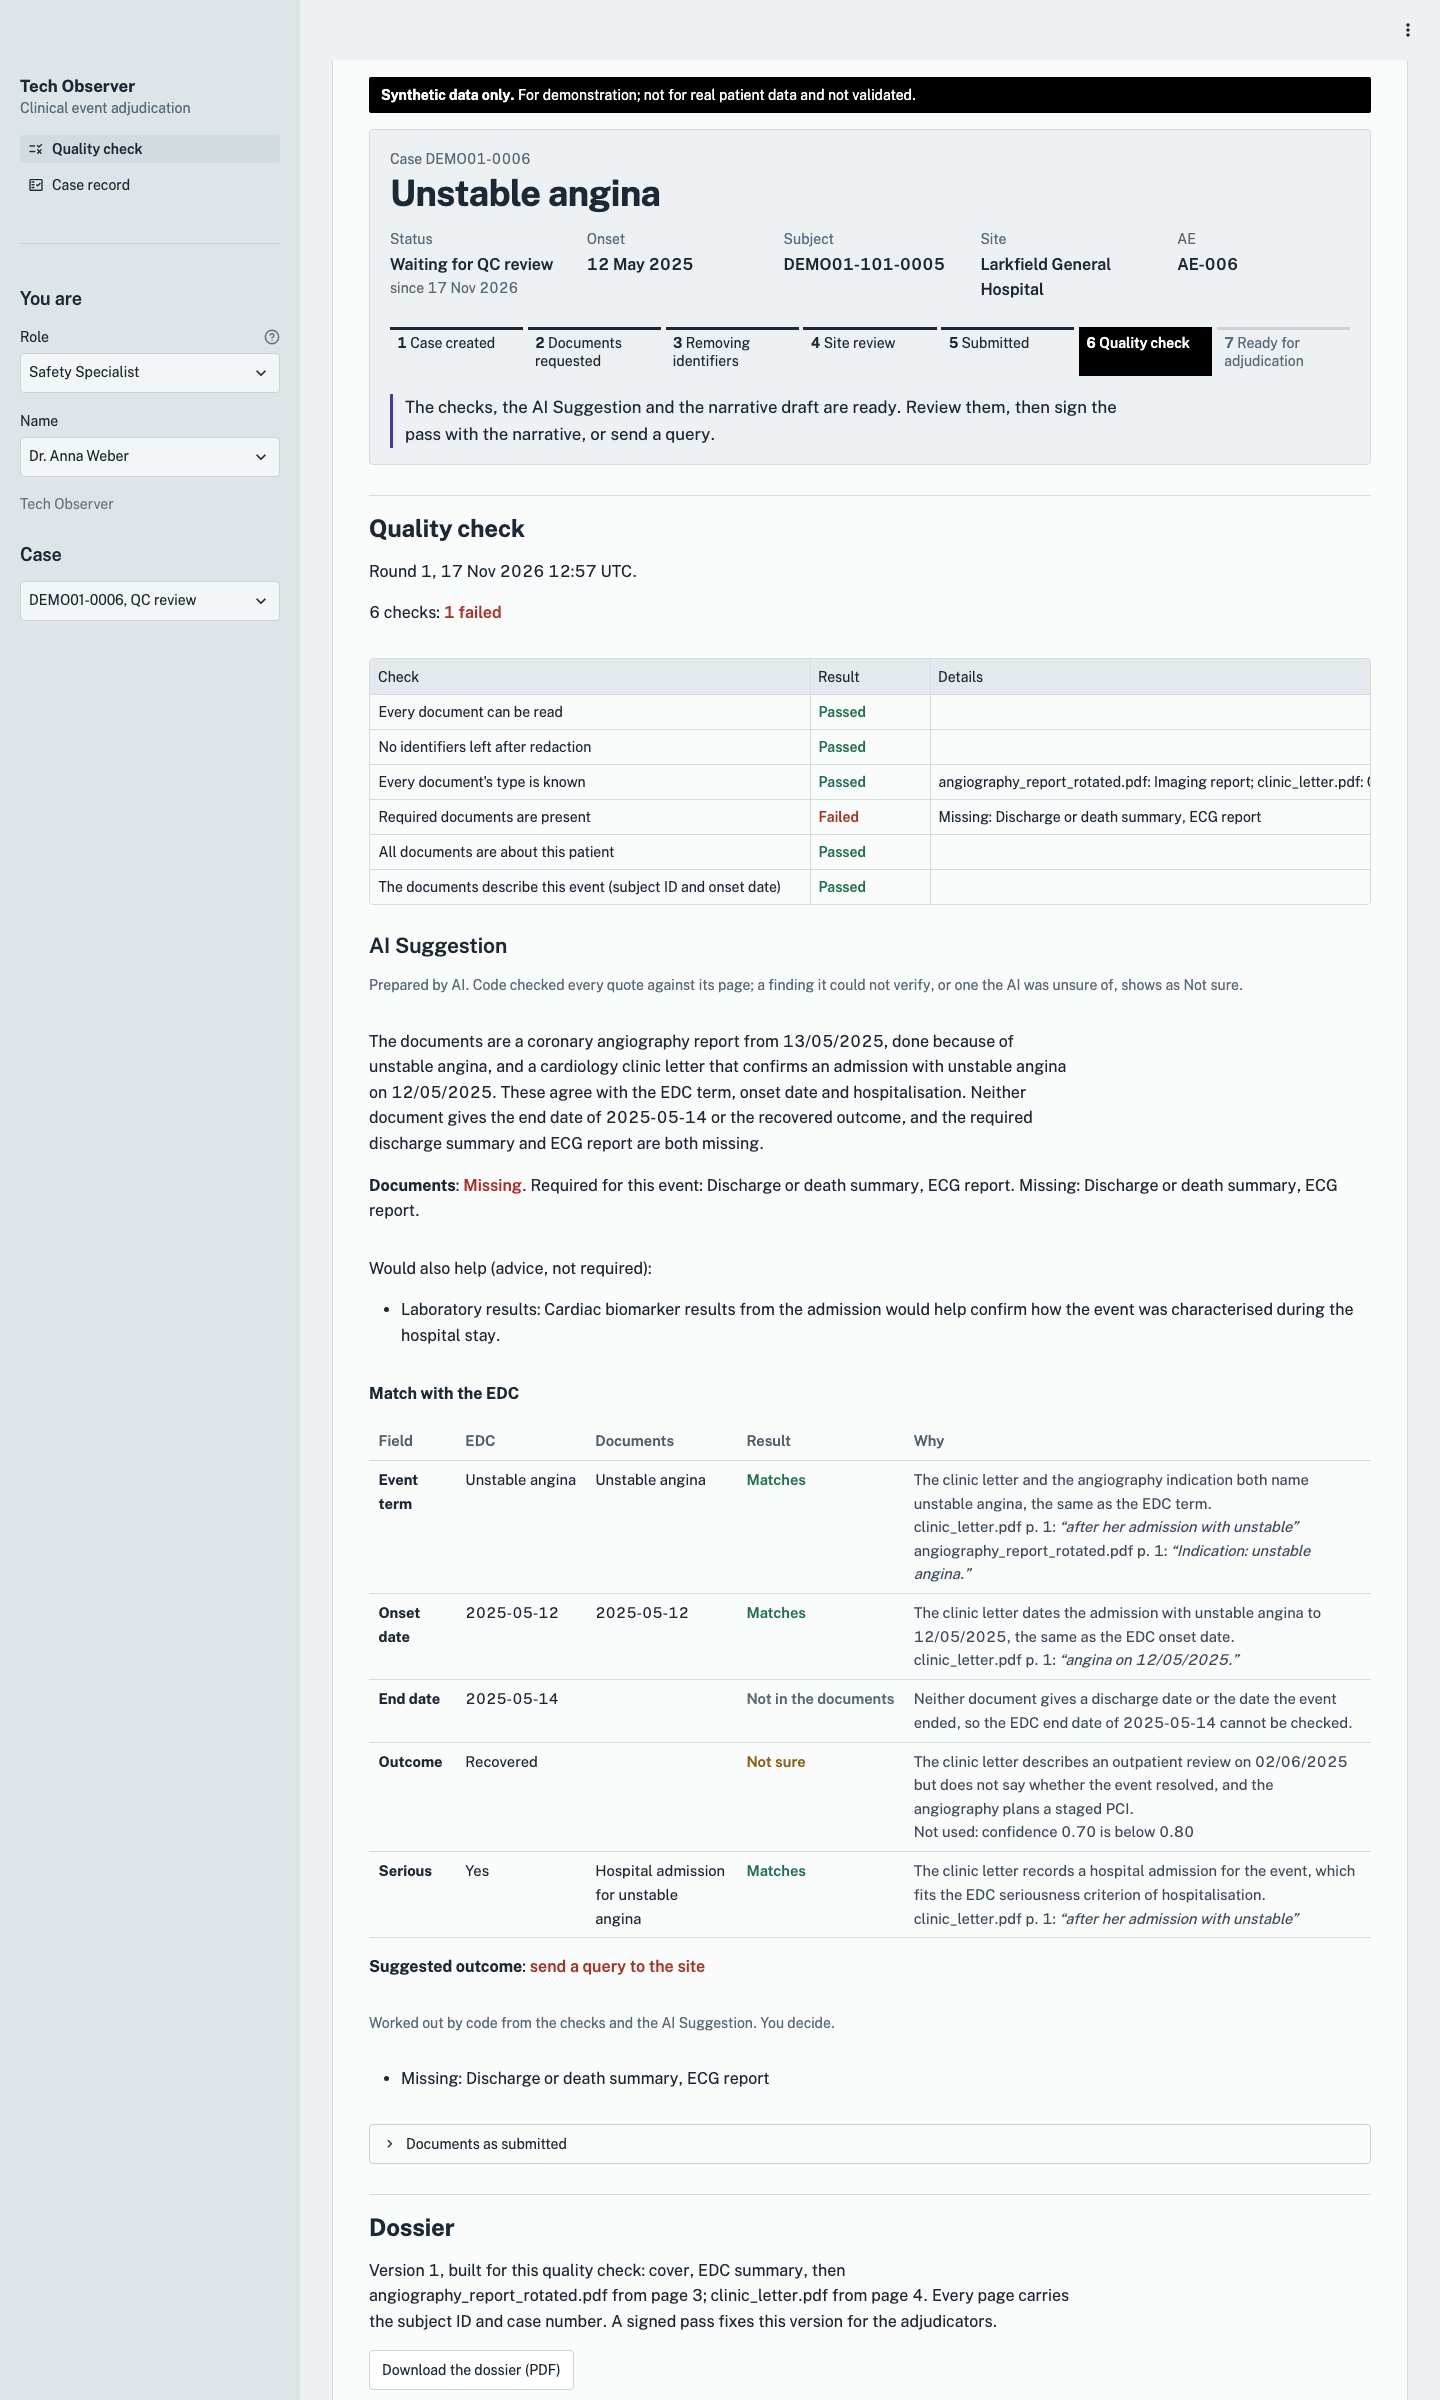 Tech Observer
Clinical event adjudication
Quality check
Case record
You are
Role
Safety Specialist
Name
Dr. Anna Weber
Tech Observer
Case
DEMO01-0006, QC review
Synthetic data only. For demonstration; not for real patient data and not validated.
Case DEMO01-0006
Unstable angina
Status
Waiting for QC review
since 17 Nov 2026
Onset
12 May 2025
Subject
DEMO01-101-0005
Site
Larkfield General
Hospital
AE
AE-006
1 Case created
2 Documents
requested
3 Removing
identifiers
4 Site review
5 Submitted
6 Quality check
7 Ready for
adjudication
The checks, the AI Suggestion and the narrative draft are ready. Review them, then sign the
pass with the narrative, or send a query.
Quality check
Round 1, 17 Nov 2026 12:57 UTC.
6 checks: 1 failed
Check Result Details
Every document can be read Passed
No identifiers left after redaction Passed
Every document's type is known Passed angiography_report_rotated.pdf: Imaging report; clinic_letter.pdf:
Required documents are present Failed Missing: Discharge or death summary, ECG report
All documents are about this patient Passed
The documents describe this event (subject ID and onset date) Passed
AI Suggestion
Prepared by AI. Code checked every quote against its page; a finding it could not verify, or one the AI was unsure of, shows as Not sure.
The documents are a coronary angiography report from 13/05/2025, done because of
unstable angina, and a cardiology clinic letter that confirms an admission with unstable angina
on 12/05/2025. These agree with the EDC term, onset date and hospitalisation. Neither
document gives the end date of 2025-05-14 or the recovered outcome, and the required
discharge summary and ECG report are both missing.
Documents: Missing. Required for this event: Discharge or death summary, ECG report. Missing: Discharge or death summary, ECG
report.
Would also help (advice, not required):
• Laboratory results: Cardiac biomarker results from the admission would help confirm how the event was characterised during the
hospital stay.
Match with the EDC
Field EDC Documents Result Why
Event
term
Unstable angina
Unstable angina
Matches
The clinic letter and the angiography indication both name
unstable angina, the same as the EDC term.
clinic_letter.pdf p. 1: “after her admission with unstable”
angiography_report_rotated.pdf p. 1: “Indication: unstable
angina.”
Onset
date
2025-05-12
2025-05-12
Matches
The clinic letter dates the admission with unstable angina to
12/05/2025, the same as the EDC onset date.
clinic_letter.pdf p. 1: “angina on 12/05/2025.”
End date
2025-05-14
Not in the documents
Neither document gives a discharge date or the date the event
ended, so the EDC end date of 2025-05-14 cannot be checked.
Outcome
Recovered
Not sure
The clinic letter describes an outpatient review on 02/06/2025
but does not say whether the event resolved, and the
angiography plans a staged PCI.
Not used: confidence 0.70 is below 0.80
Serious
Yes
Hospital admission
for unstable
angina
Matches
The clinic letter records a hospital admission for the event, which
fits the EDC seriousness criterion of hospitalisation.
clinic_letter.pdf p. 1: “after her admission with unstable”
Suggested outcome: send a query to the site
Worked out by code from the checks and the AI Suggestion. You decide.
• Missing: Discharge or death summary, ECG report
Documents as submitted
Dossier
Version 1, built for this quality check: cover, EDC summary, then
angiography_report_rotated.pdf from page 3; clinic_letter.pdf from page 4. Every page carries
the subject ID and case number. A signed pass fixes this version for the adjudicators.
Download the dossier (PDF)